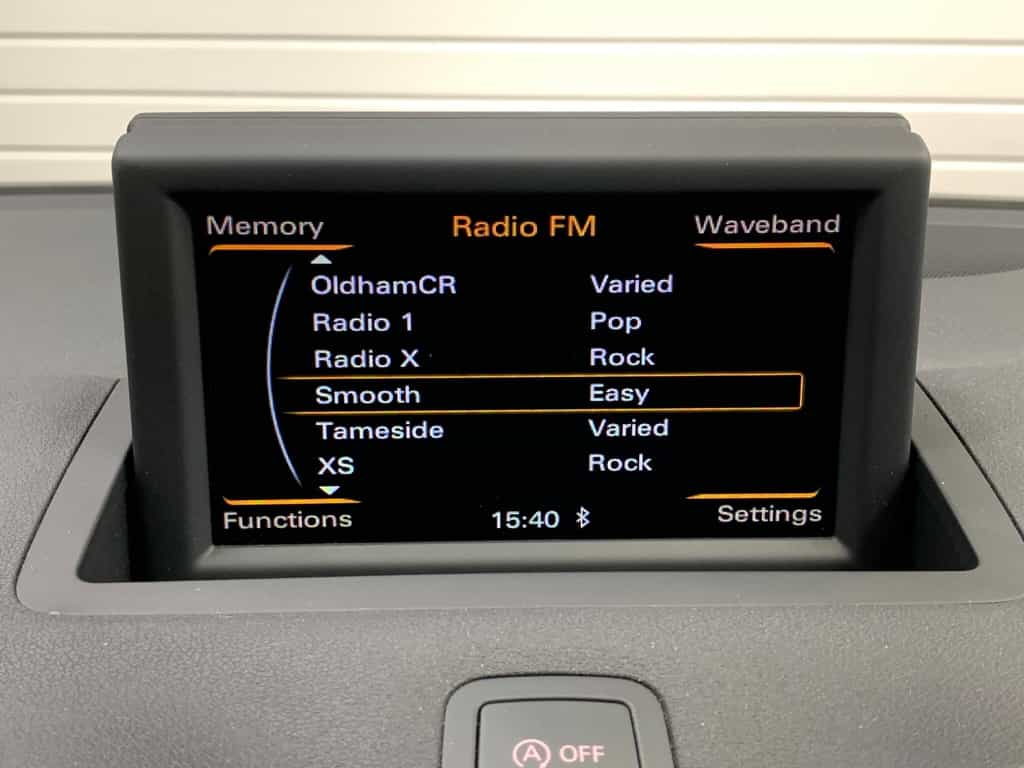 Memory Radio FM Waveband
OldhamCR Varied
Radio 1 Pop
Radio X Rock
Smooth Easy
Tameside Varied
XS Rock
Functions 15:40 Settings
A OFF